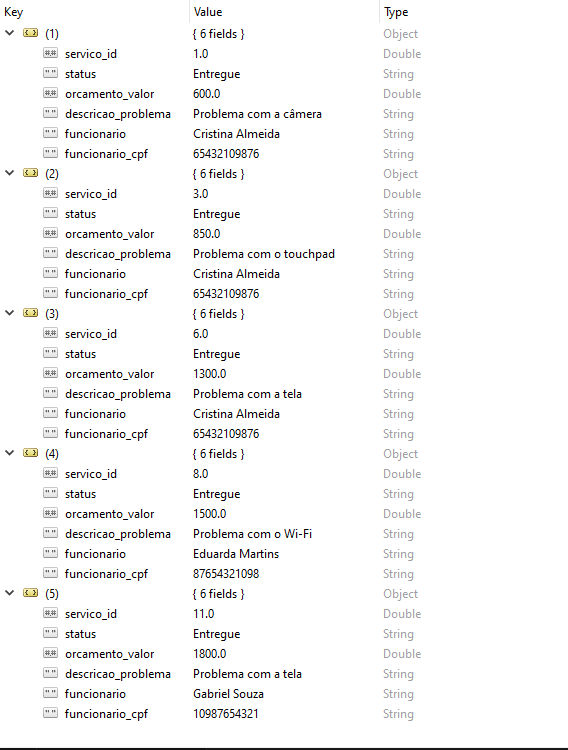 Key Value Type
(1) { 6 fields } Object
servico_id 1.0 Double
status Entregue String
orcamento_valor 600.0 Double
descricao_problema Problema com a câmera String
funcionario Cristina Almeida String
funcionario_cpf 65432109876 String
(2) { 6 fields } Object
servico_id 3.0 Double
status Entregue String
orcamento_valor 850.0 Double
descricao_problema Problema com o touchpad String
funcionario Cristina Almeida String
funcionario_cpf 65432109876 String
(3) { 6 fields } Object
servico_id 6.0 Double
status Entregue String
orcamento_valor 1300.0 Double
descricao_problema Problema com a tela String
funcionario Cristina Almeida String
funcionario_cpf 65432109876 String
(4) { 6 fields } Object
servico_id 8.0 Double
status Entregue String
orcamento_valor 1500.0 Double
descricao_problema Problema com o Wi-Fi String
funcionario Eduarda Martins String
funcionario_cpf 87654321098 String
(5) { 6 fields } Object
servico_id 11.0 Double
status Entregue String
orcamento_valor 1800.0 Double
descricao_problema Problema com a tela String
funcionario Gabriel Souza String
funcionario_cpf 10987654321 String